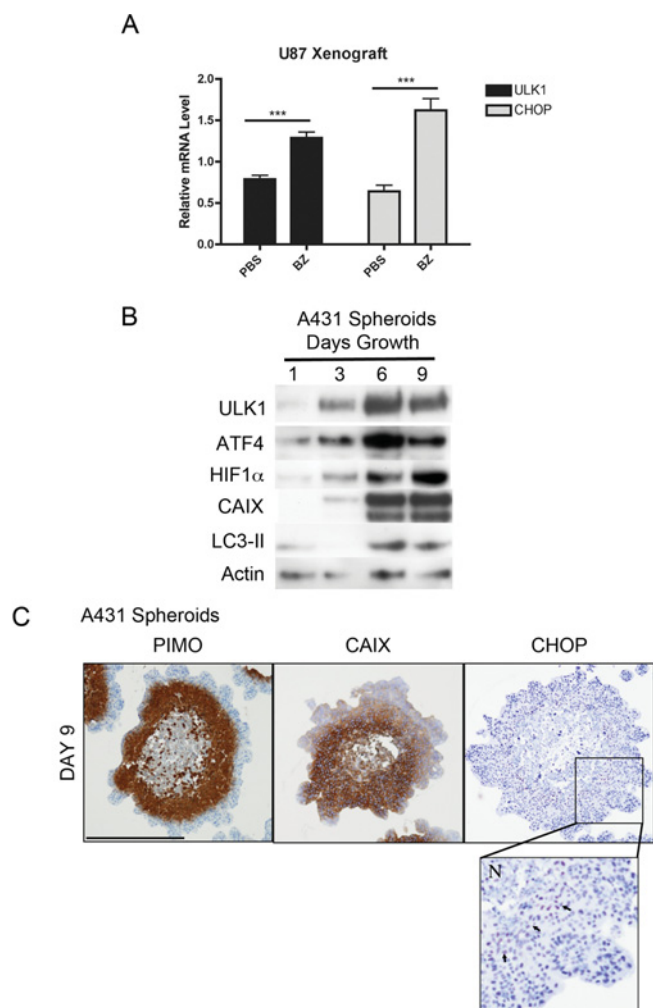 A
U87 Xenograft
Relative mRNA Level
2.0
1.5
1.0
0.5
0.0
***
***
PBS
BZ
PBS
BZ
ULK1
CHOP
B
A431 Spheroids
Days Growth
1 3 6 9
ULK1
ATF4
HIF1α
CAIX
LC3-II
Actin
C A431 Spheroids
PIMO CAIX CHOP
DAY 9
N